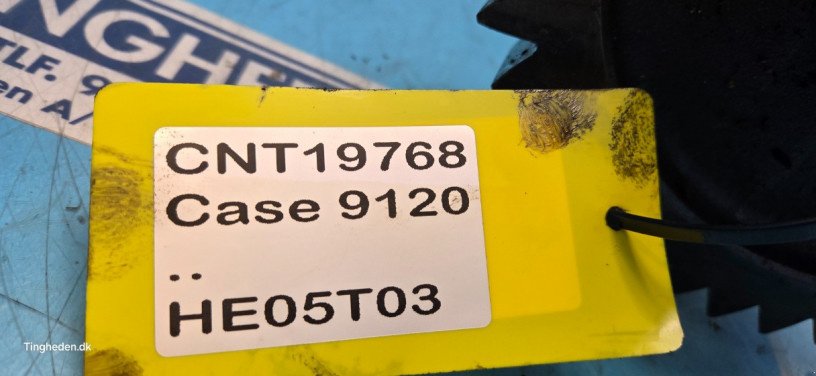 NGHE
TLF. 9
en A/
CNT19768
Case 9120
..
HE05T03
Tingheden.dk